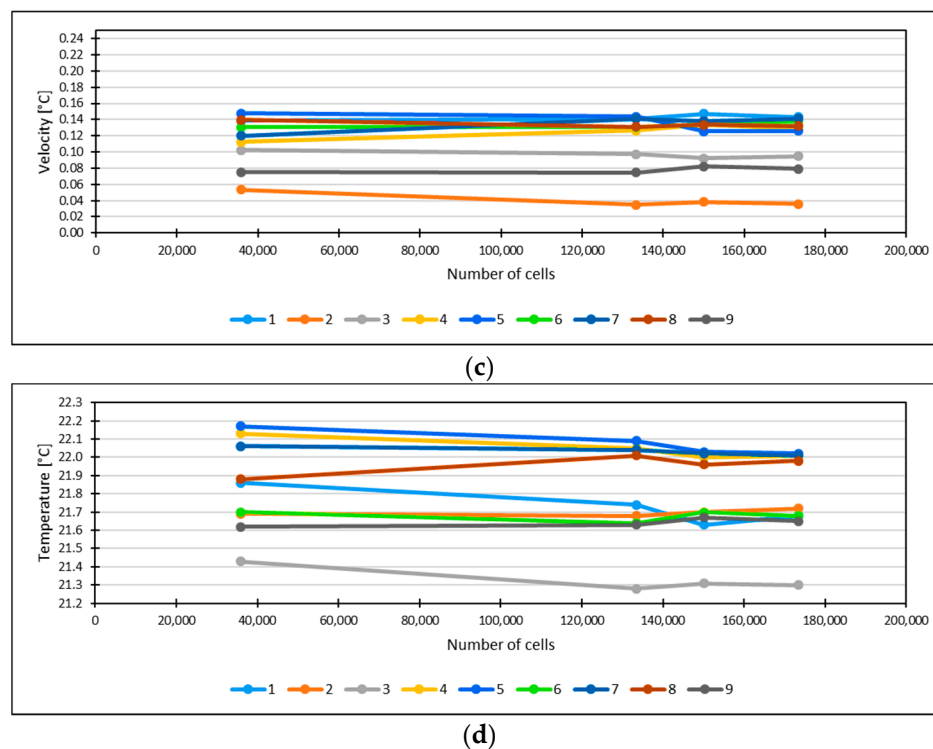 0.24
0.22
0.20
0.18
0.16
0.14
0.12
0.10
0.08
0.06
0.04
0.02
0.00
Velocity [°C]
0 20,000 40,000 60,000 80,000 100,000 120,000 140,000 160,000 180,000 200,000
Number of cells
1 2 3 4 5 6 7 8 9
(c)
22.3
22.2
22.1
22.0
21.9
21.8
21.7
21.6
21.5
21.4
21.3
21.2
Temperature [°C]
0 20,000 40,000 60,000 80,000 100,000 120,000 140,000 160,000 180,000 200,000
Number of cells
1 2 3 4 5 6 7 8 9
(d)